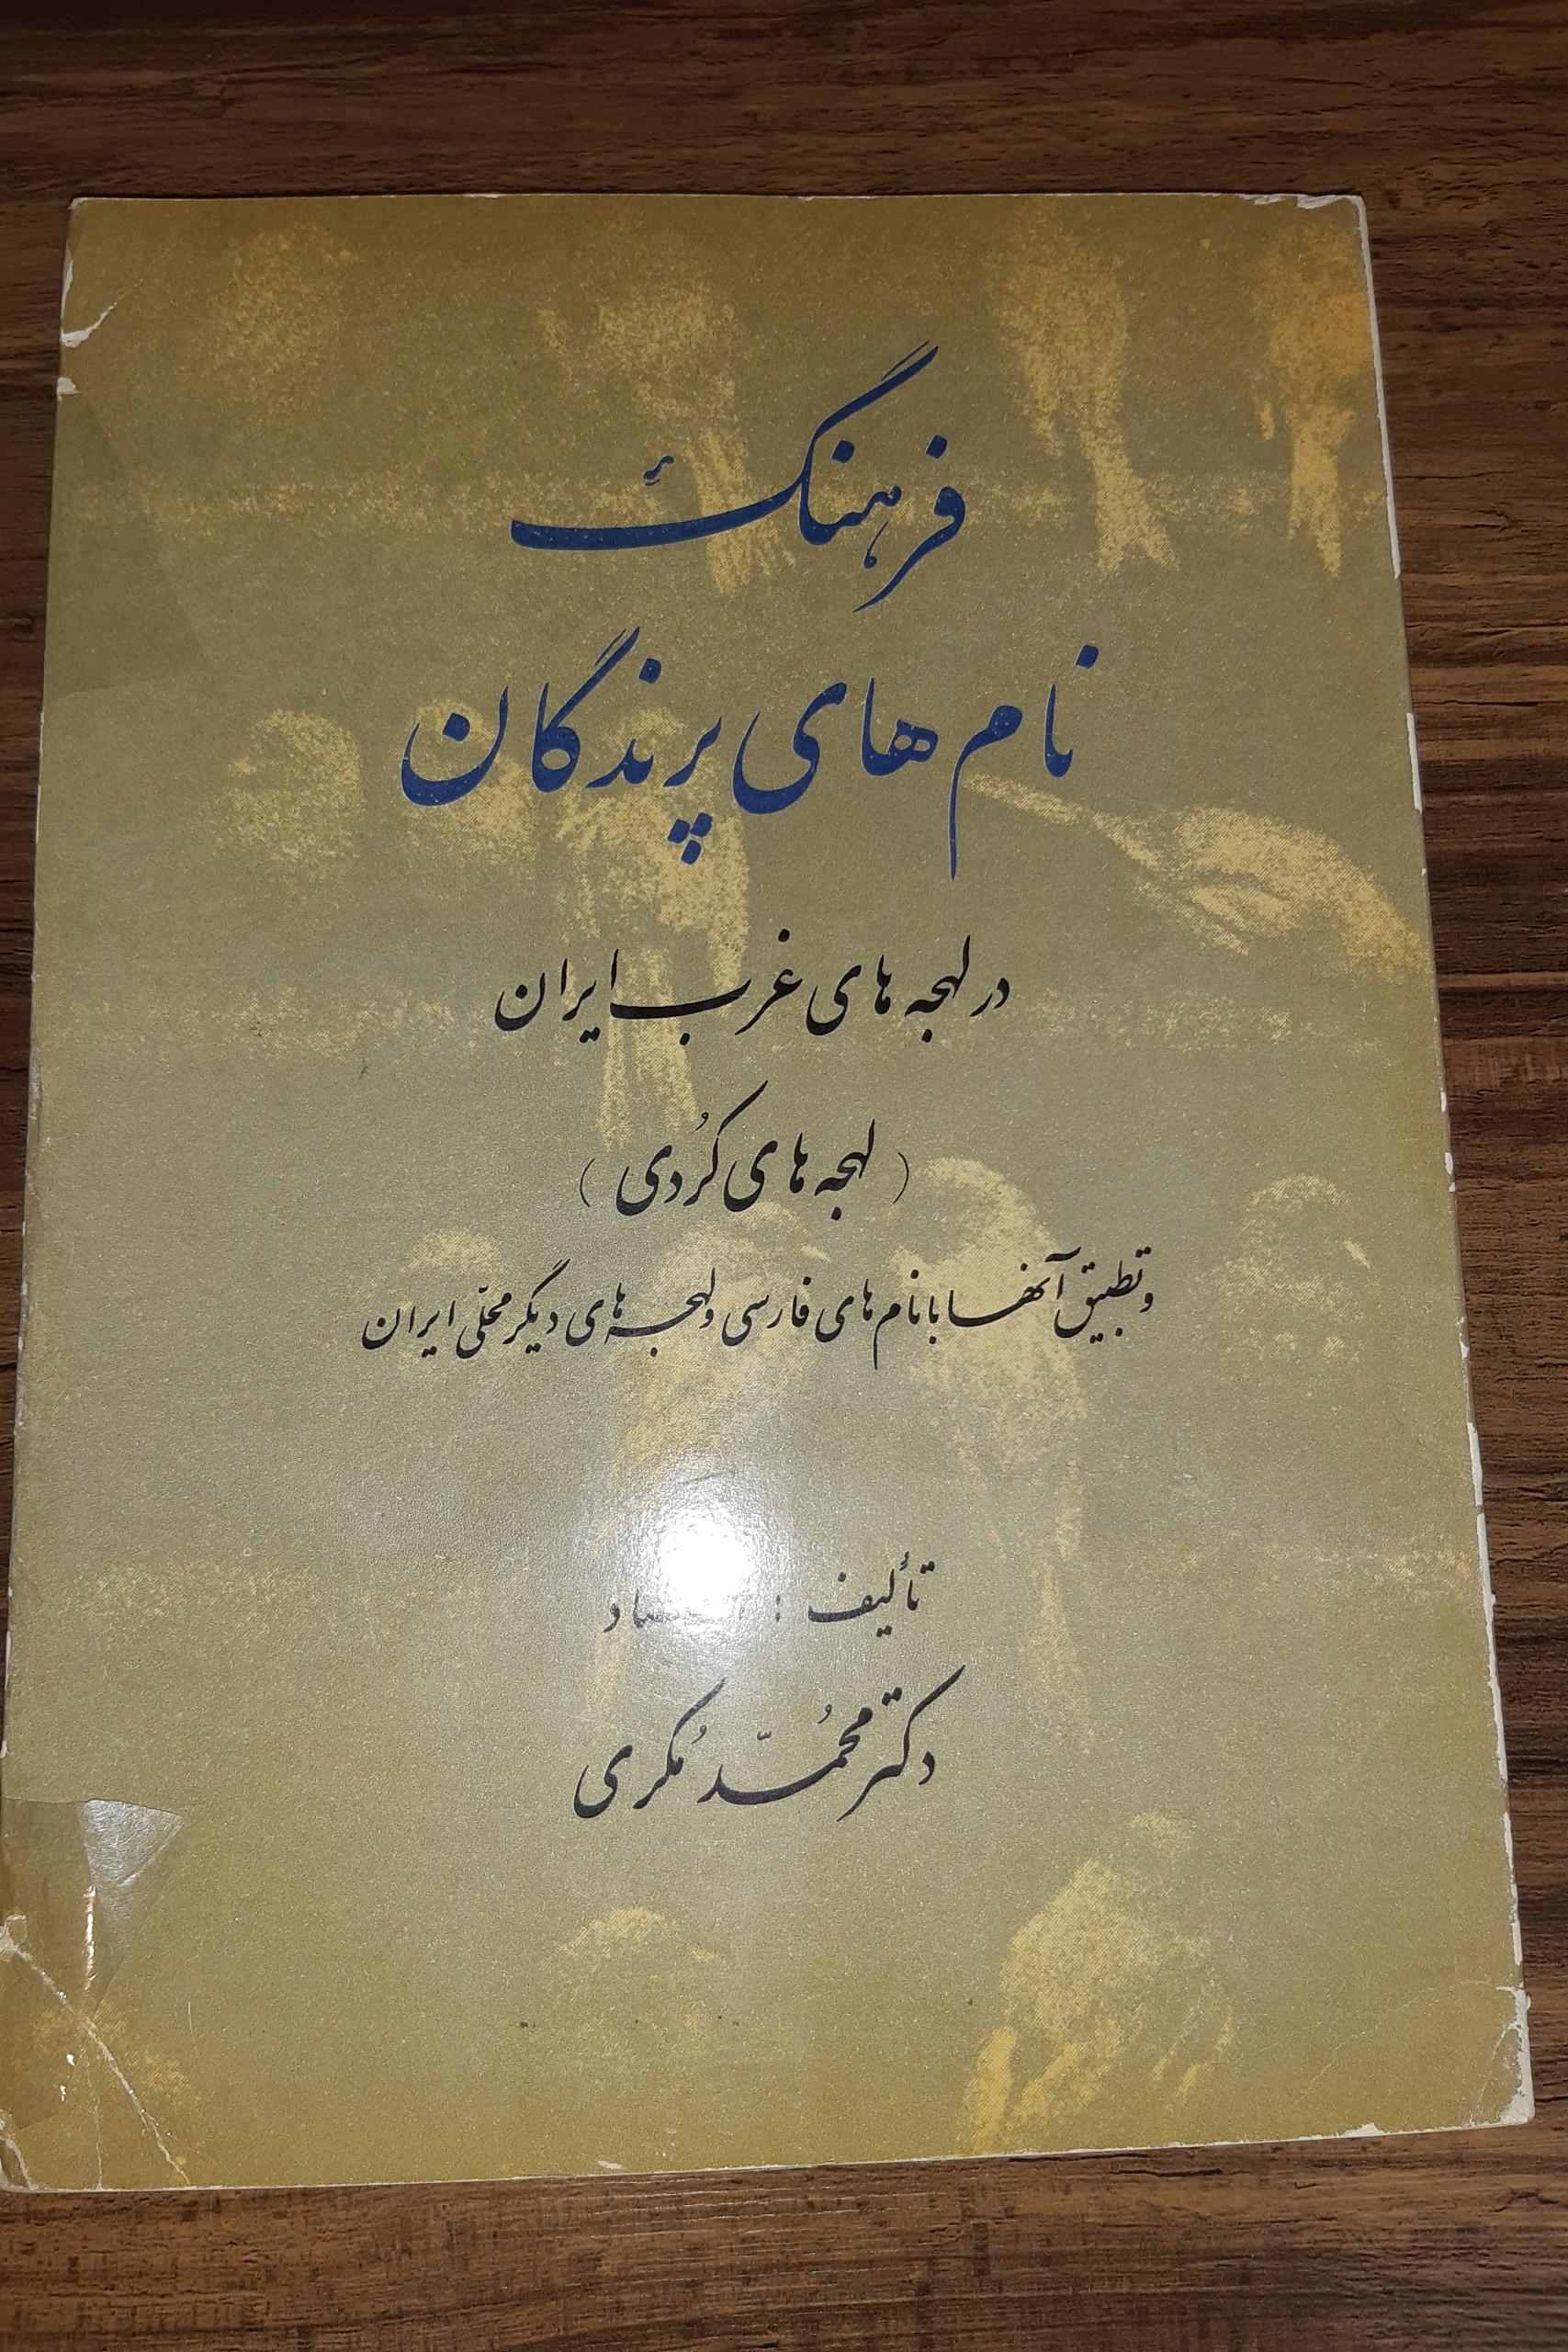 فرهنگِ
نام های پرندگان
در لهجه های غرب ایران
( لهجه های کُردی )
و تطبیق آنها با نام های فارسی و لهجه های دیگر محلّی ایران
تألیف :
دکتر محُمّد مُکری